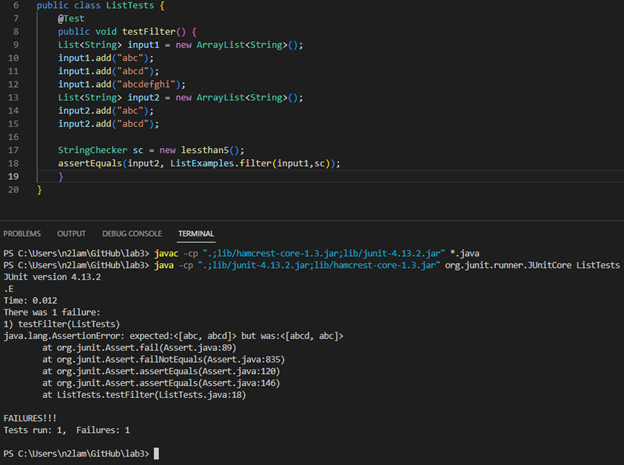 6 public class ListTests {
7 @Test
8 public void testFilter() {
9 List<String> input1 = new ArrayList<String>();
10 input1.add("abc");
11 input1.add("abcd");
12 input1.add("abcdefghi");
13 List<String> input2 = new ArrayList<String>();
14 input2.add("abc");
15 input2.add("abcd");
16
17 StringChecker sc = new lessthan5();
18 assertEquals(input2, ListExamples.filter(input1,sc));
19 }
20 }
PROBLEMS OUTPUT DEBUG CONSOLE TERMINAL
PS C:\Users\n2lam\GitHub\lab3> javac -cp ".;lib/hamcrest-core-1.3.jar;lib/junit-4.13.2.jar" *.java
PS C:\Users\n2lam\GitHub\lab3> java -cp ".;lib/junit-4.13.2.jar;lib/hamcrest-core-1.3.jar" org.junit.runner.JUnitCore ListTests
JUnit version 4.13.2
.E
Time: 0.012
There was 1 failure:
1) testFilter(ListTests)
java.lang.AssertionError: expected:<[abc, abcd]> but was:<[abcd, abc]>
at org.junit.Assert.fail(Assert.java:89)
at org.junit.Assert.failNotEquals(Assert.java:835)
at org.junit.Assert.assertEquals(Assert.java:120)
at org.junit.Assert.assertEquals(Assert.java:146)
at ListTests.testFilter(ListTests.java:18)
FAILURES!!!
Tests run: 1, Failures: 1
PS C:\Users\n2lam\GitHub\lab3>